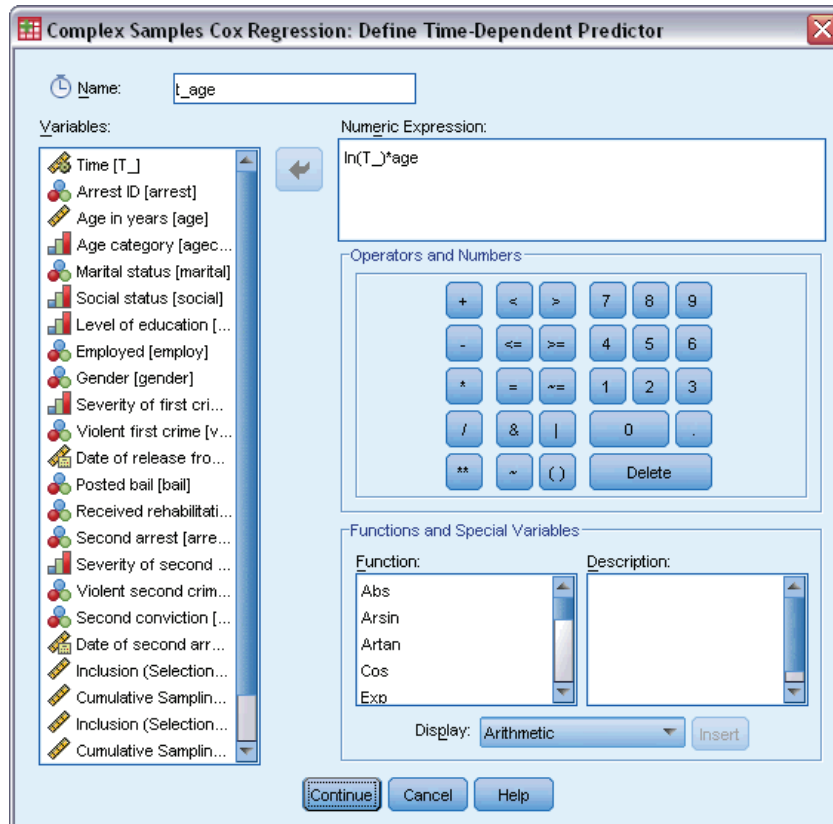 Complex Samples Cox Regression: Define Time-Dependent Predictor
Name:
t_age
Variables:
Time [T_]
Arrest ID [arrest]
Age in years [age]
Age category [agec...
Marital status [marital]
Social status [social]
Level of education [...
Employed [employ]
Gender [gender]
Severity of first cri...
Violent first crime [v...
Date of release fro...
Posted bail [bail]
Received rehabilitati...
Second arrest [arre...
Severity of second ...
Violent second crim...
Second conviction [...
Date of second arr...
Inclusion (Selection...
Cumulative Samplin...
Inclusion (Selection...
Cumulative Samplin...
Numeric Expression:
ln(T_)*age
Operators and Numbers
+ < > 7 8 9
- <= >= 4 5 6
* = ~= 1 2 3
/ & | 0 .
** ~ ( ) Delete
Functions and Special Variables
Function:
Abs
Arsin
Artan
Cos
Exp
Description:
Display: Arithmetic Insert
Continue Cancel Help